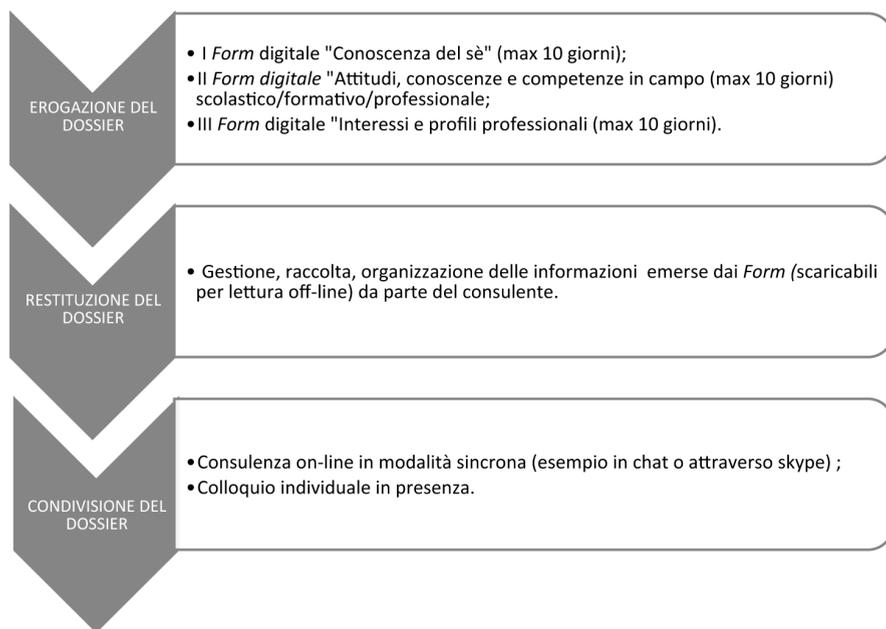 EROGAZIONE DEL
DOSSIER
• I Form digitale "Conoscenza del sè" (max 10 giorni);
•II Form digitale "Attitudi, conoscenze e competenze in campo (max 10 giorni)
scolastico/formativo/professionale;
•III Form digitale "Interessi e profili professionali (max 10 giorni).
RESTITUZIONE DEL
DOSSIER
• Gestione, raccolta, organizzazione delle informazioni emerse dai Form (scaricabili
per lettura off-line) da parte del consulente.
CONDIVISIONE DEL
DOSSIER
•Consulenza on-line in modalità sincrona (esempio in chat o attraverso skype) ;
•Colloquio individuale in presenza.